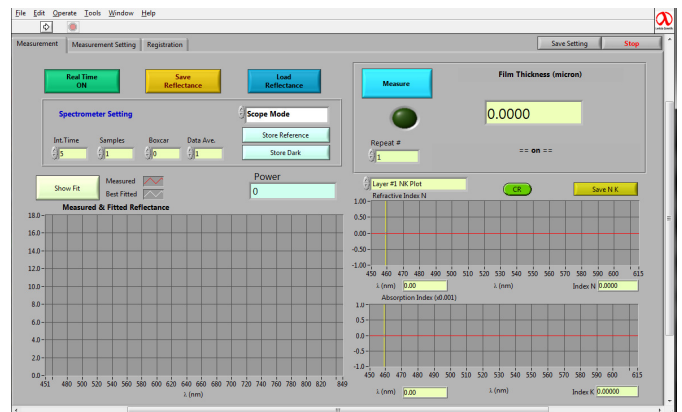 File Edit Operate Tools Window Help
Measurement Measurement Setting Registration Save Setting Stop
Real Time ON
Save Reflectance
Load Reflectance
Measure
Film Thickness (micron)
0.0000
Spectrometer Setting
Scope Mode
Store Reference
Store Dark
Int.Time Samples Boxcar Data Ave.
5 1 0 1
Repeat #
1
== on ==
Show Fit
Measured
Best Fitted
Power
0
Layer #1 NK Plot
CR
Save N K
Measured & Fitted Reflectance
18.0
16.0
14.0
12.0
10.0
8.0
6.0
4.0
2.0
0.0
451 480 500 520 540 560 580 600 620 640 660 680 700 720 740 760 780 800 820 849
λ (nm)
Refractive Index N
1.00
0.50
0.00
-0.50
-1.00
450 460 470 480 490 500 510 520 530 540 550 560 570 580 590 600 615
λ (nm) 0.00 λ (nm) Index N 0.0000
Absorption Index (x0.001)
1.0
0.5
0.0
-0.5
-1.0
450 460 470 480 490 500 510 520 530 540 550 560 570 580 590 600 615
λ (nm) 0.00 λ (nm) Index K 0.00000